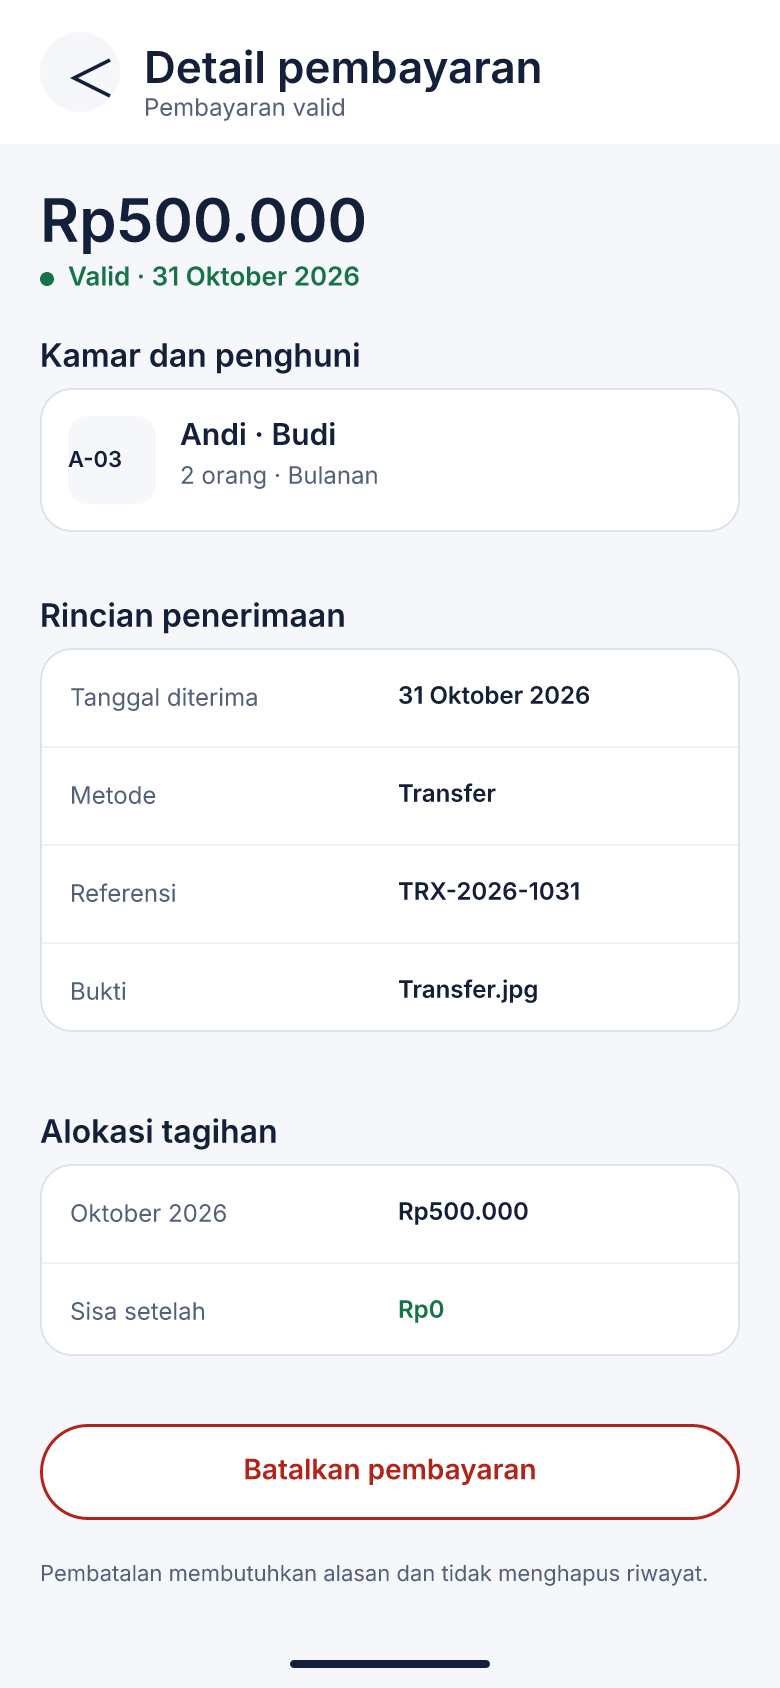 Detail pembayaran
Pembayaran valid
Rp500.000
Valid · 31 Oktober 2026
Kamar dan penghuni
A-03
Andi · Budi
2 orang · Bulanan
Rincian penerimaan
Tanggal diterima 31 Oktober 2026
Metode Transfer
Referensi TRX-2026-1031
Bukti Transfer.jpg
Alokasi tagihan
Oktober 2026 Rp500.000
Sisa setelah Rp0
Batalkan pembayaran
Pembatalan membutuhkan alasan dan tidak menghapus riwayat.